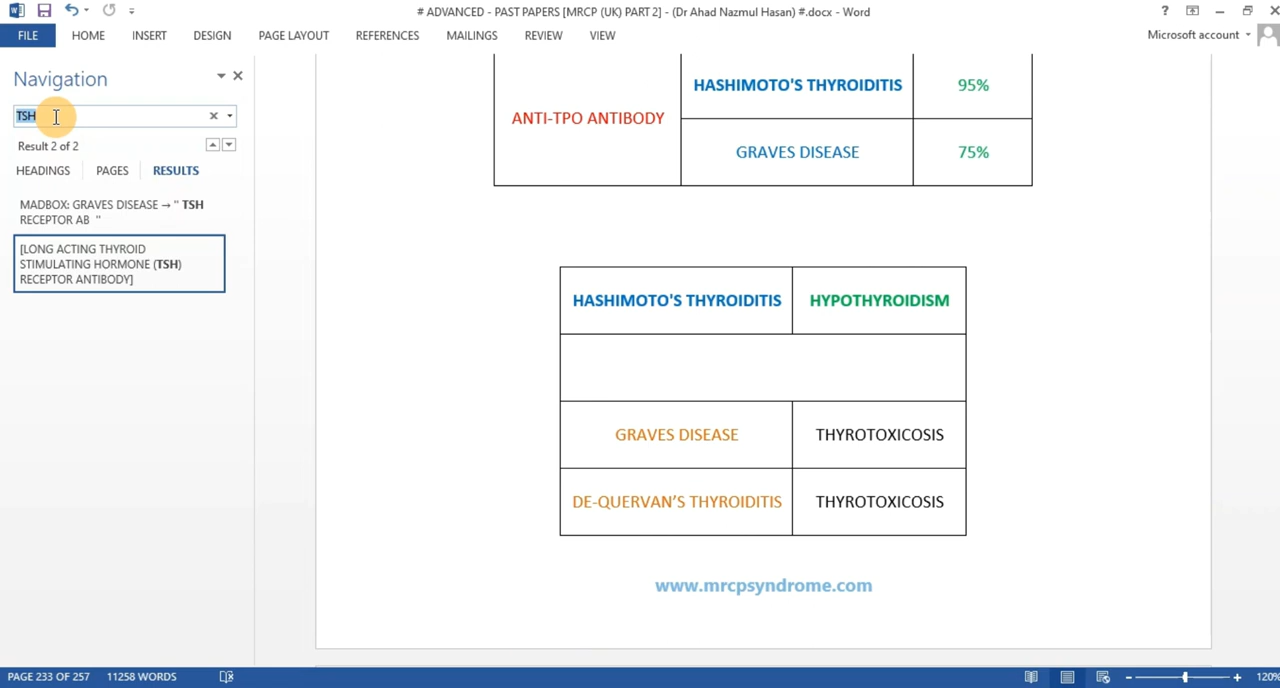 # ADVANCED - PAST PAPERS [MRCP (UK) PART 2] - (Dr Ahad Nazmul Hasan) #.docx - Word
FILE HOME INSERT DESIGN PAGE LAYOUT REFERENCES MAILINGS REVIEW VIEW Microsoft account
Navigation
TSH
Result 2 of 2
HEADINGS PAGES RESULTS
MADBOX: GRAVES DISEASE → " TSH
RECEPTOR AB "
[LONG ACTING THYROID
STIMULATING HORMONE (TSH)
RECEPTOR ANTIBODY]
ANTI-TPO ANTIBODY
HASHIMOTO'S THYROIDITIS 95%
GRAVES DISEASE 75%
HASHIMOTO'S THYROIDITIS HYPOTHYROIDISM
GRAVES DISEASE THYROTOXICOSIS
DE-QUERVAN’S THYROIDITIS THYROTOXICOSIS
www.mrcpsyndrome.com
PAGE 233 OF 257 11258 WORDS 120%